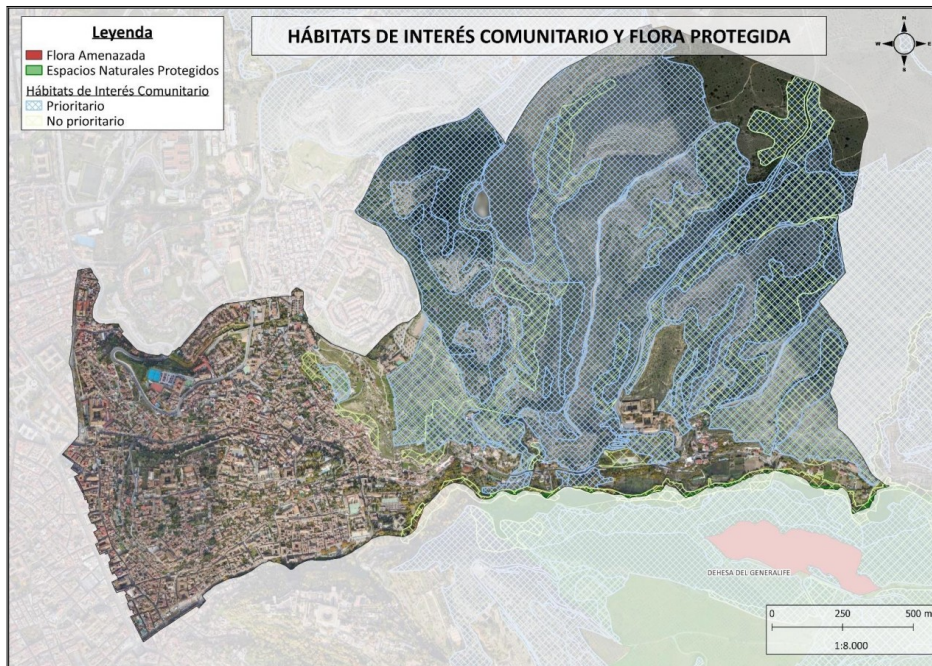 Leyenda
Flora Amenazada
Espacios Naturales Protegidos
Hábitats de Interés Comunitario
Prioritario
No prioritario
HÁBITATS DE INTERÉS COMUNITARIO Y FLORA PROTEGIDA
N
W E
S
DEHESA DEL GENERALIFE
0 250 500 m
1:8.000